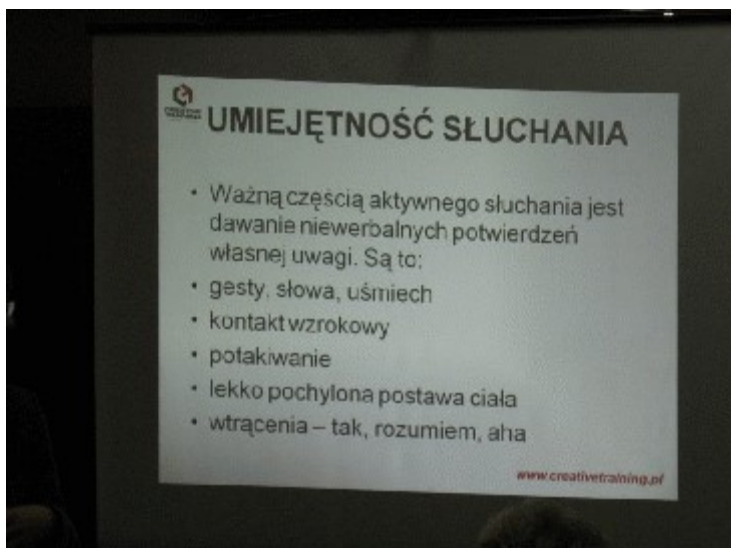 UMIEJĘTNOŚĆ SŁUCHANIA
• Ważną częścią aktywnego słuchania jest
dawanie niewerbalnych potwierdzeń
własnej uwagi. Są to:
• gesty, słowa, uśmiech
• kontakt wzrokowy
• potakiwanie
• lekko pochylona postawa ciała
• wtrącenia – tak, rozumiem, aha
www.creativetraining.pl